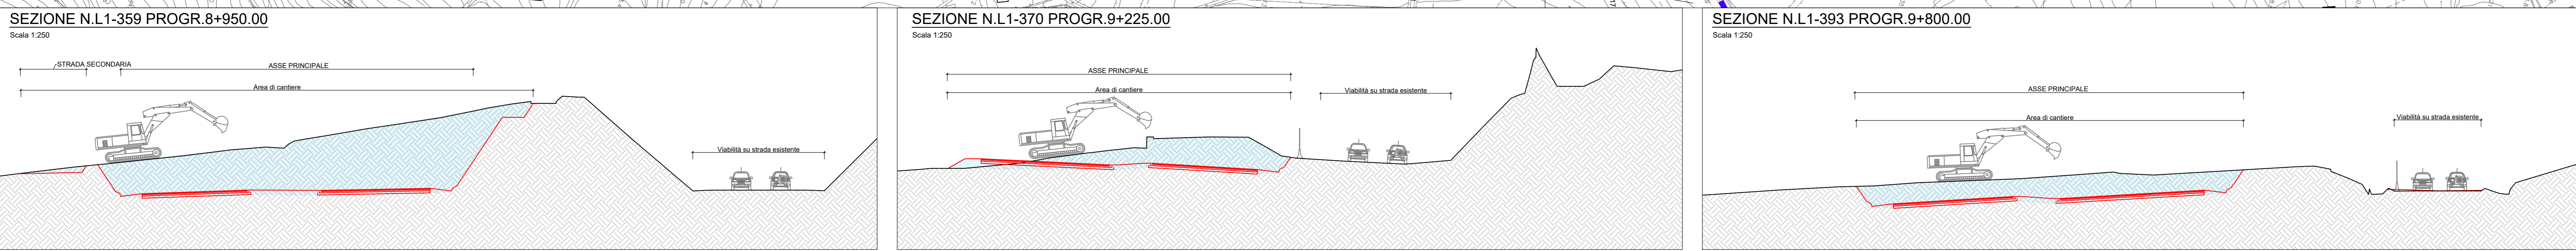 SEZIONE N.L1-359 PROGR.8+950.00
Scala 1:250
STRADA SECONDARIA
ASSE PRINCIPALE
Area di cantiere
Viabilità su strada esistente
SEZIONE N.L1-370 PROGR.9+225.00
Scala 1:250
ASSE PRINCIPALE
Area di cantiere
Viabilità su strada esistente
SEZIONE N.L1-393 PROGR.9+800.00
Scala 1:250
ASSE PRINCIPALE
Area di cantiere
Viabilità su strada esistente